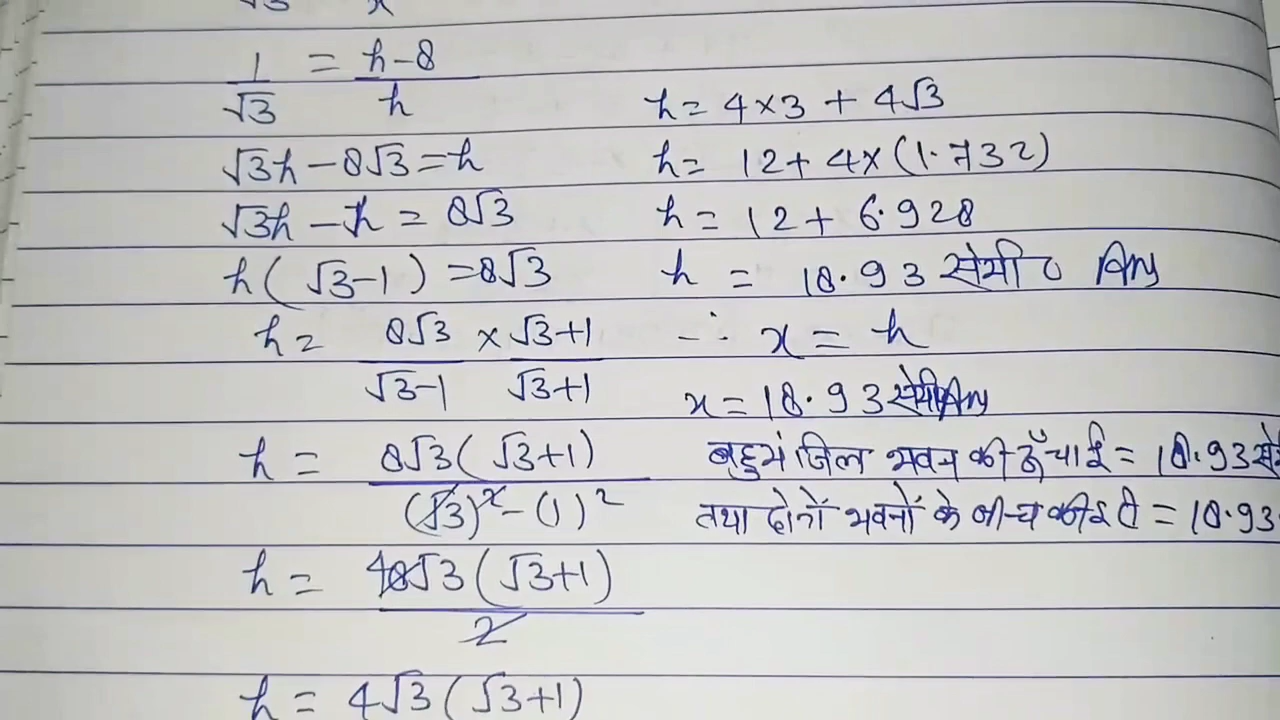 √3 x
1/√3 = h-8/h
√3h - 8√3 = h
√3h - h = 8√3
h(√3-1) = 8√3
h = 8√3/√3-1 × √3+1/√3+1
h = 8√3(√3+1)/(√3)² - (1)²
h = 48√3(√3+1)/2
h = 4√3(√3+1)
h = 4×3 + 4√3
h = 12 + 4×(1.732)
h = 12 + 6.928
h = 18.93 सेमी० Ans
∵ x = h
x = 18.93 सेमी Ans
बहुमंजिल भवन की ऊँचाई = 18.93 से
तथा दोनों भवनों के बीच की दूरी = 18.93